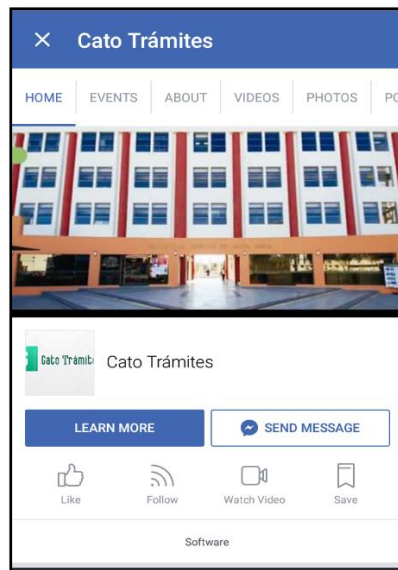 × Cato Trámites
HOME EVENTS ABOUT VIDEOS PHOTOS PO
Cato Trámit
Cato Trámites
LEARN MORE SEND MESSAGE
Like Follow Watch Video Save
Software